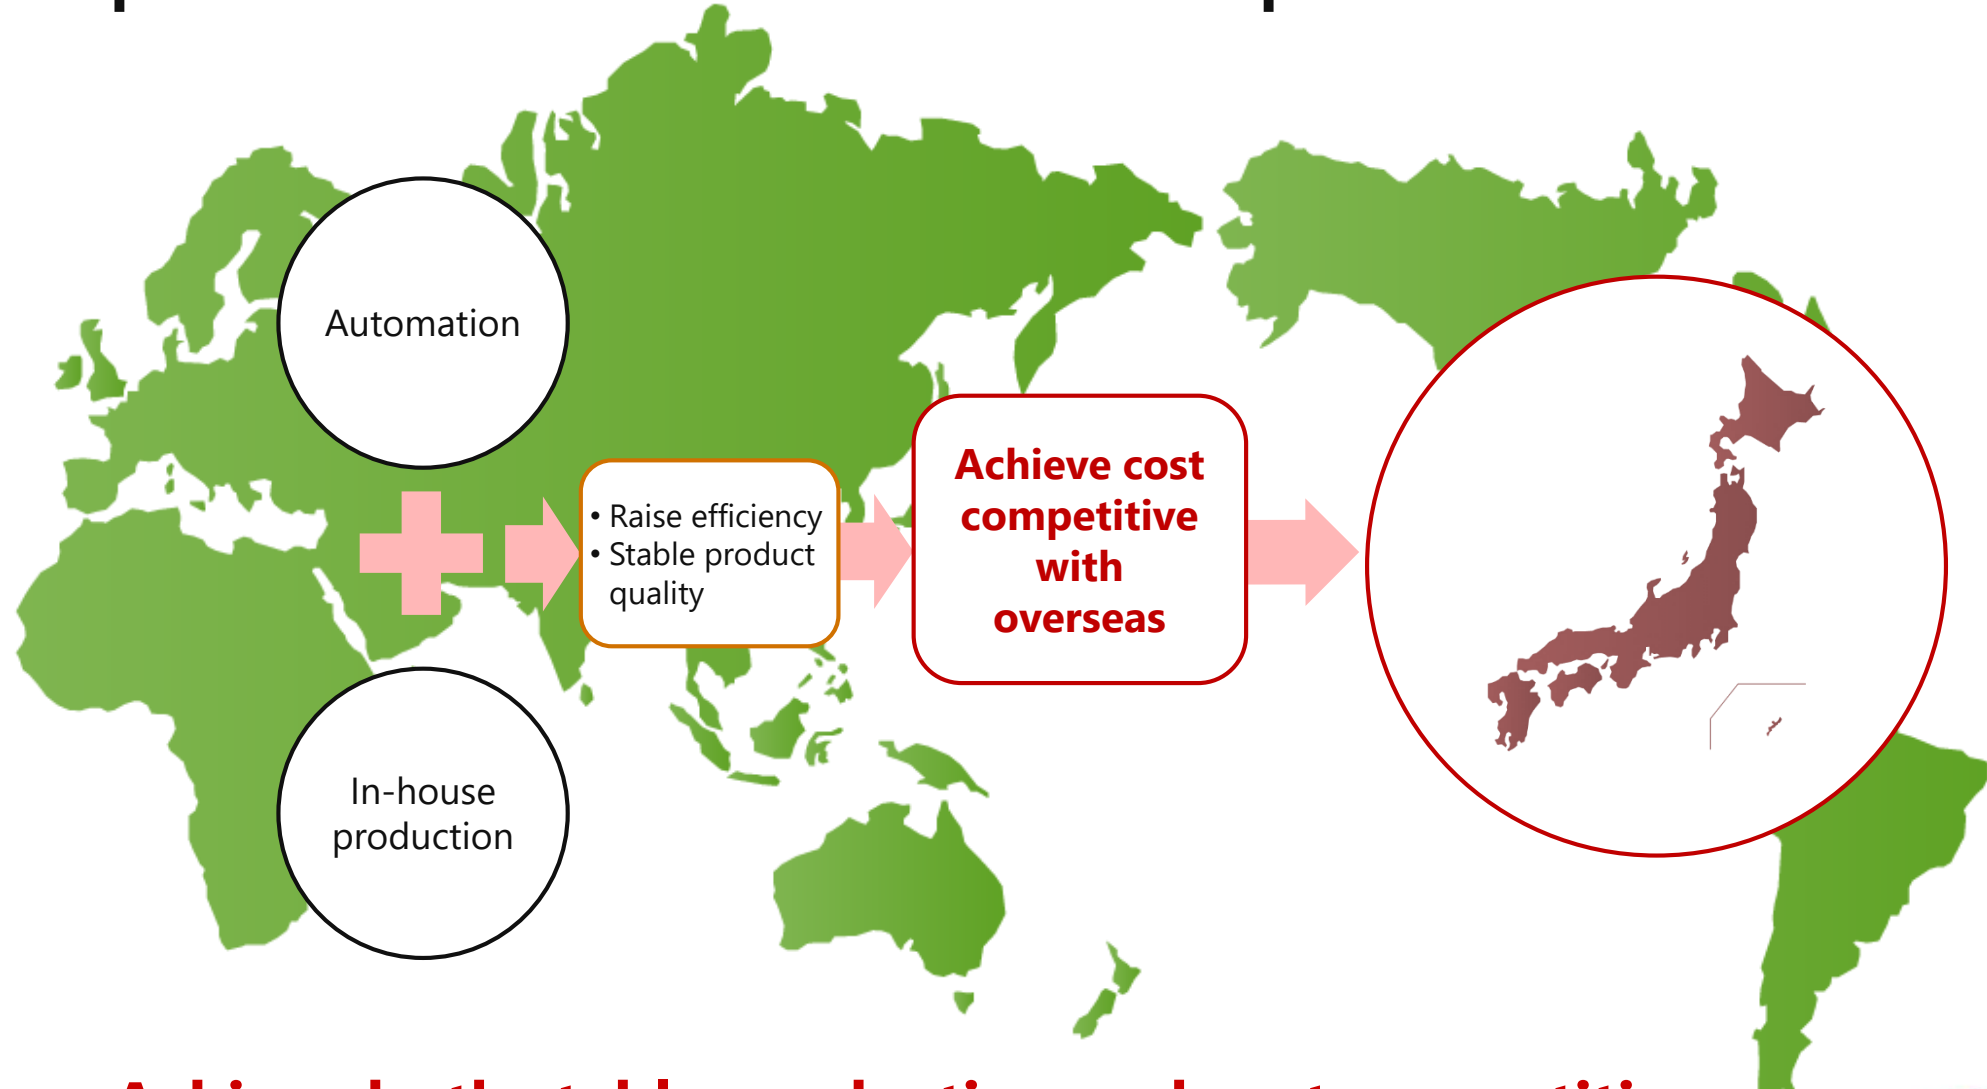 Automation
• Raise efficiency
• Stable product
quality
Achieve cost
competitive
with
overseas
In-house
production